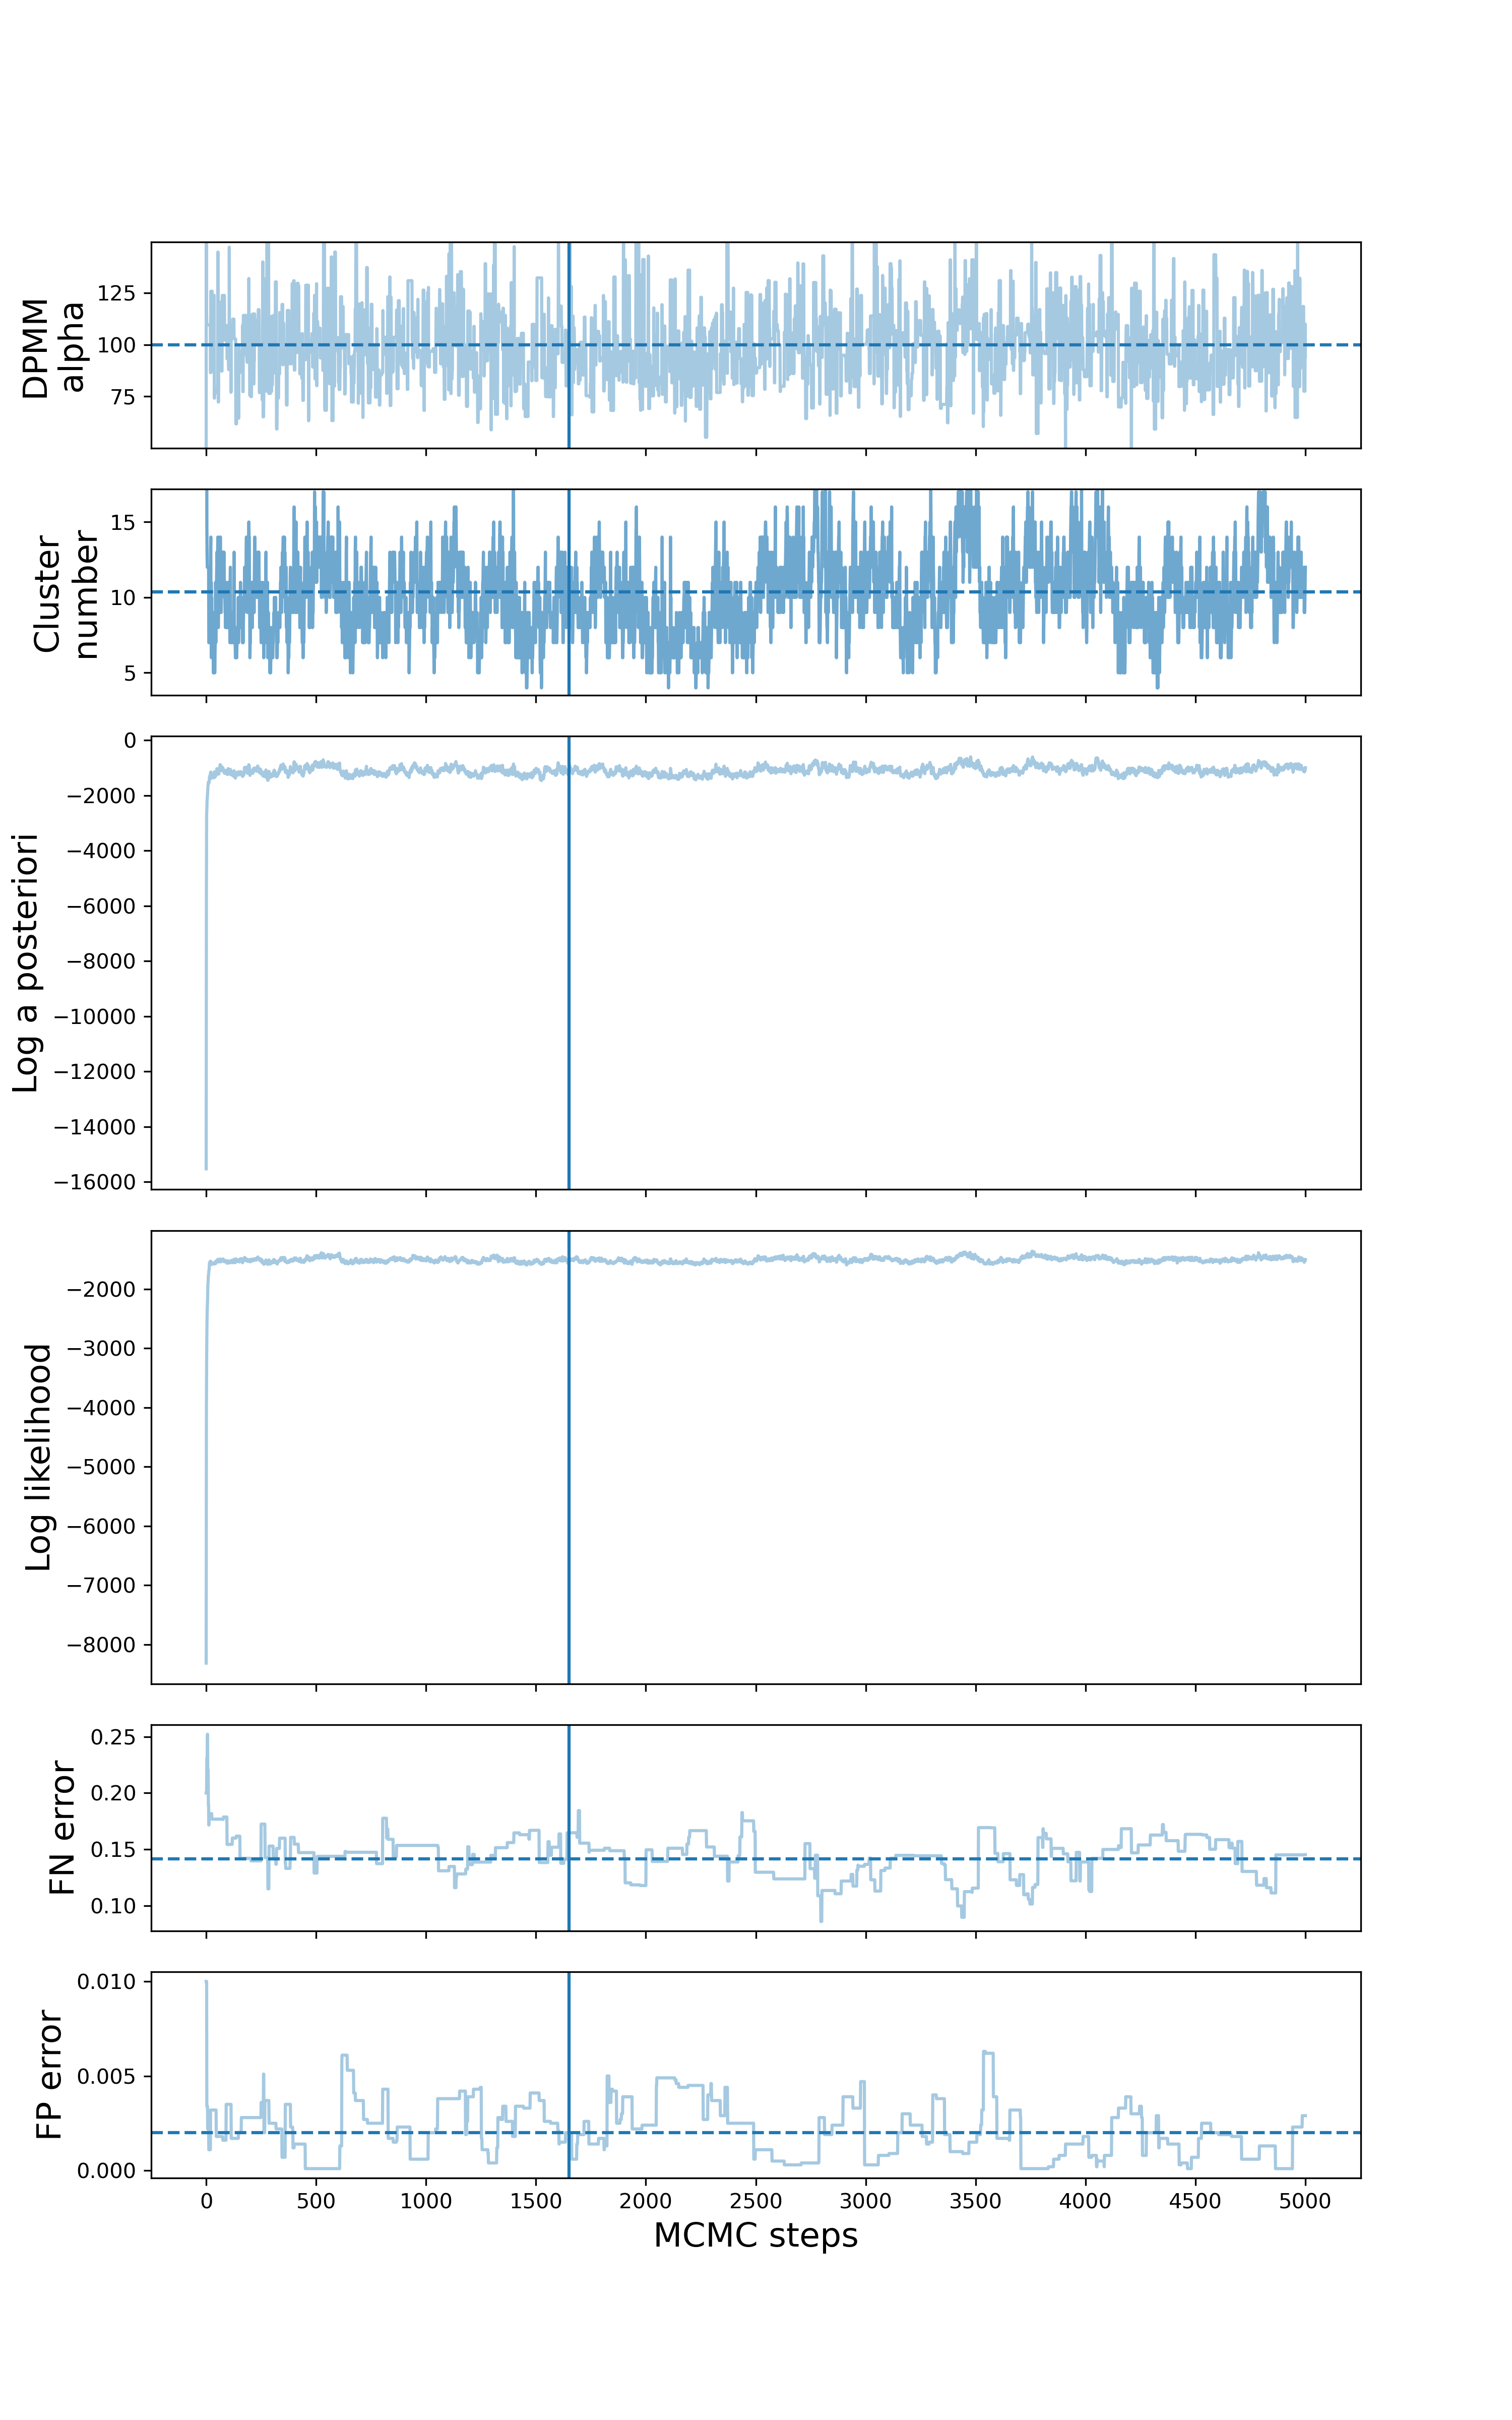 DPMM
alpha
125
100
75
Cluster
number
15
10
5
Log a posteriori
0
−2000
−4000
−6000
−8000
−10000
−12000
−14000
−16000
Log likelihood
−2000
−3000
−4000
−5000
−6000
−7000
−8000
FN error
0.25
0.20
0.15
0.10
FP error
0.010
0.005
0.000
0 500 1000 1500 2000 2500 3000 3500 4000 4500 5000
MCMC steps